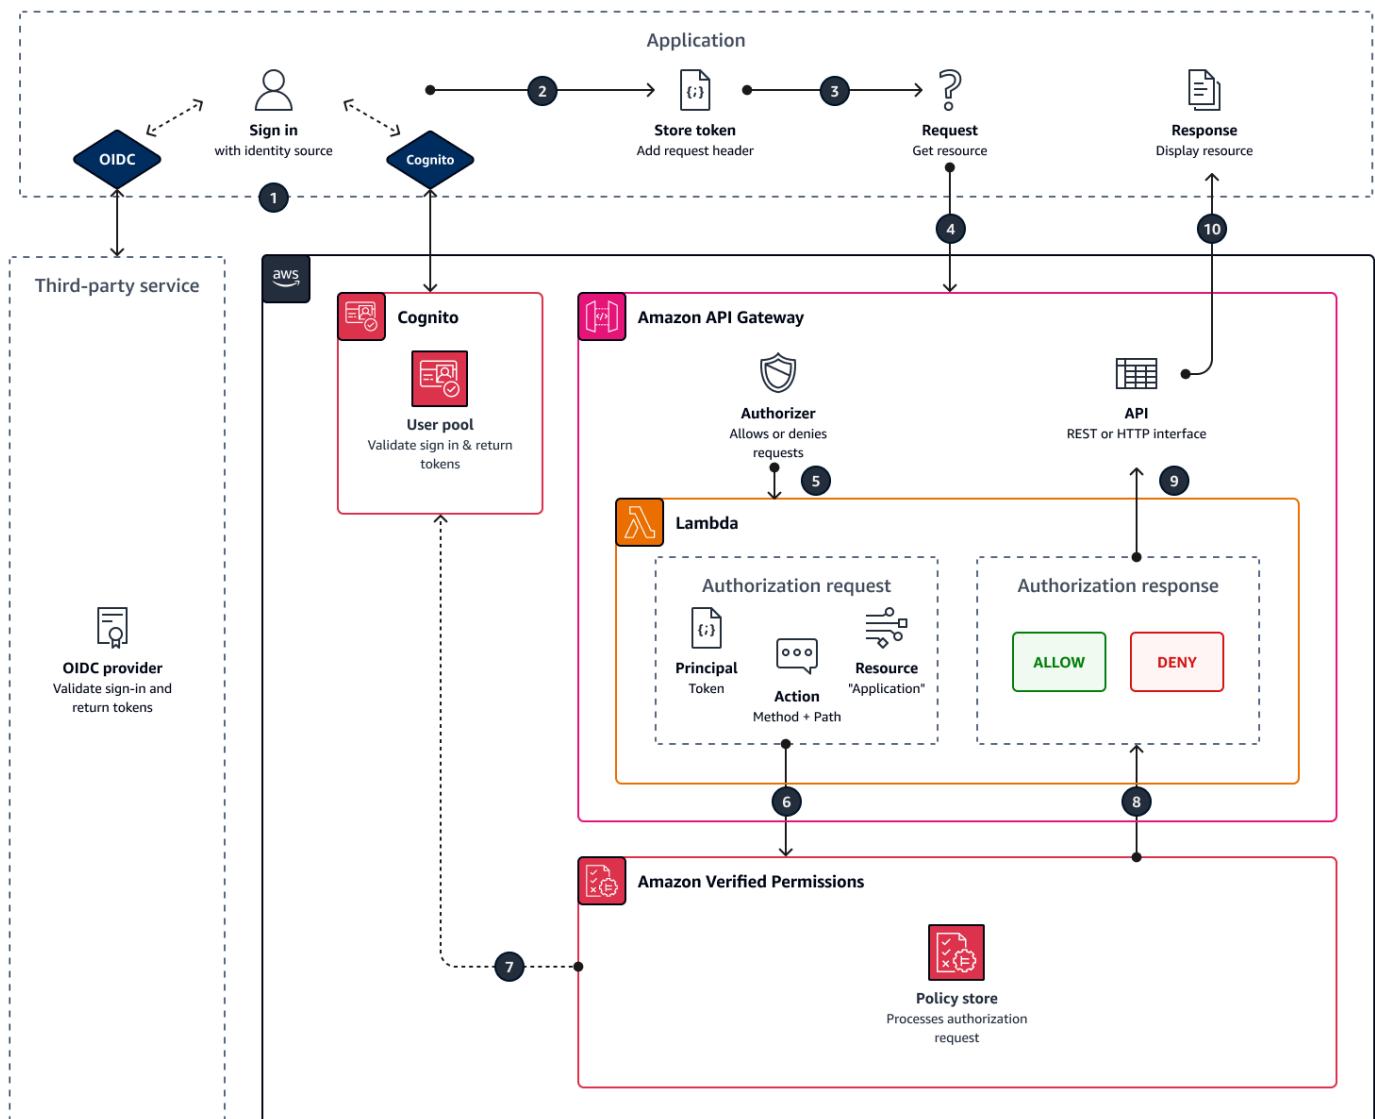 Application
Sign in
with identity source
OIDC
Cognito
1
2
Store token
Add request header
{;}
3
Request
Get resource
Response
Display resource
4
10
Third-party service
OIDC provider
Validate sign-in and
return tokens
aws
Cognito
User pool
Validate sign in & return
tokens
Amazon API Gateway
</>
Authorizer
Allows or denies
requests
API
REST or HTTP interface
5
9
Lambda
Authorization request
{;}
Principal
Token
Action
Method + Path
Resource
"Application"
Authorization response
ALLOW
DENY
6
8
Amazon Verified Permissions
7
Policy store
Processes authorization
request